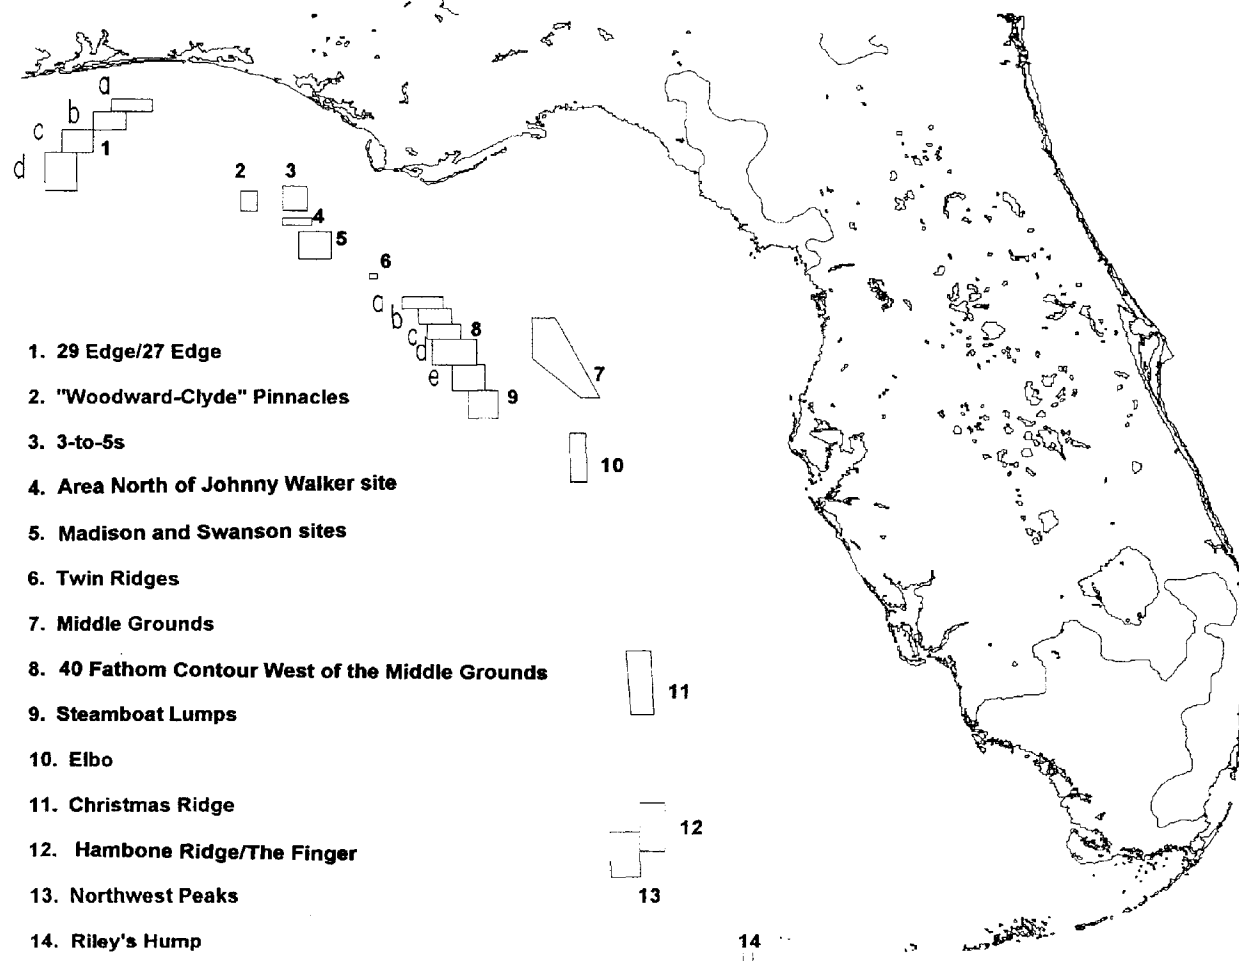 a
b
c
d
1
2
3
4
5
6
a
b
c
d
e
8
7
9
10
11
12
13
14
1. 29 Edge/27 Edge
2. "Woodward-Clyde" Pinnacles
3. 3-to-5s
4. Area North of Johnny Walker site
5. Madison and Swanson sites
6. Twin Ridges
7. Middle Grounds
8. 40 Fathom Contour West of the Middle Grounds
9. Steamboat Lumps
10. Elbo
11. Christmas Ridge
12. Hambone Ridge/The Finger
13. Northwest Peaks
14. Riley's Hump